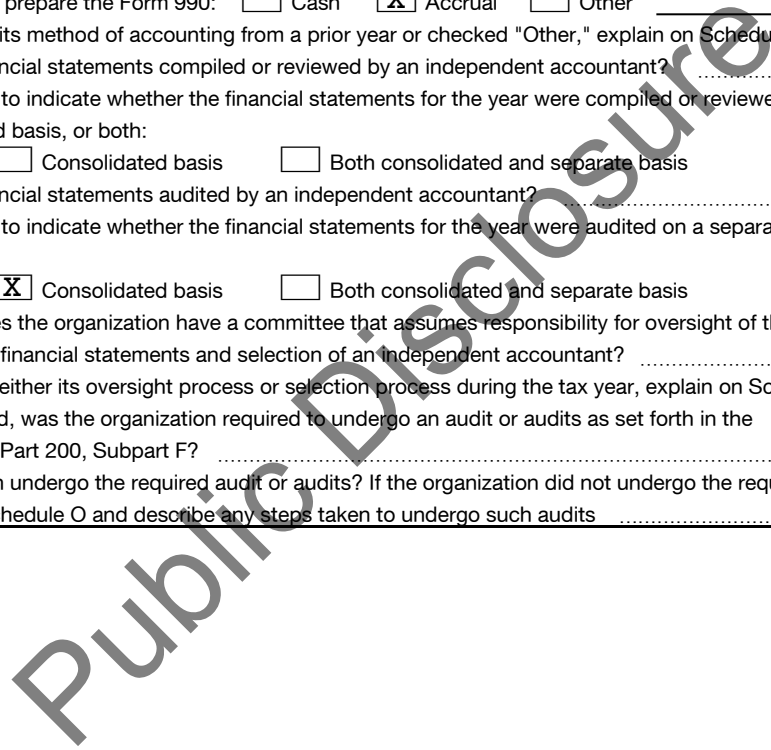 prepare the Form 990: Cash X Accrual Other
its method of accounting from a prior year or checked "Other," explain on Schedu
ncial statements compiled or reviewed by an independent accountant?
to indicate whether the financial statements for the year were compiled or reviewe
d basis, or both:
Consolidated basis Both consolidated and separate basis
ncial statements audited by an independent accountant?
to indicate whether the financial statements for the year were audited on a separa
X Consolidated basis Both consolidated and separate basis
es the organization have a committee that assumes responsibility for oversight of th
financial statements and selection of an independent accountant?
either its oversight process or selection process during the tax year, explain on Sc
d, was the organization required to undergo an audit or audits as set forth in the
Part 200, Subpart F?
n undergo the required audit or audits? If the organization did not undergo the requ
hedule O and describe any steps taken to undergo such audits
Public Disclosure